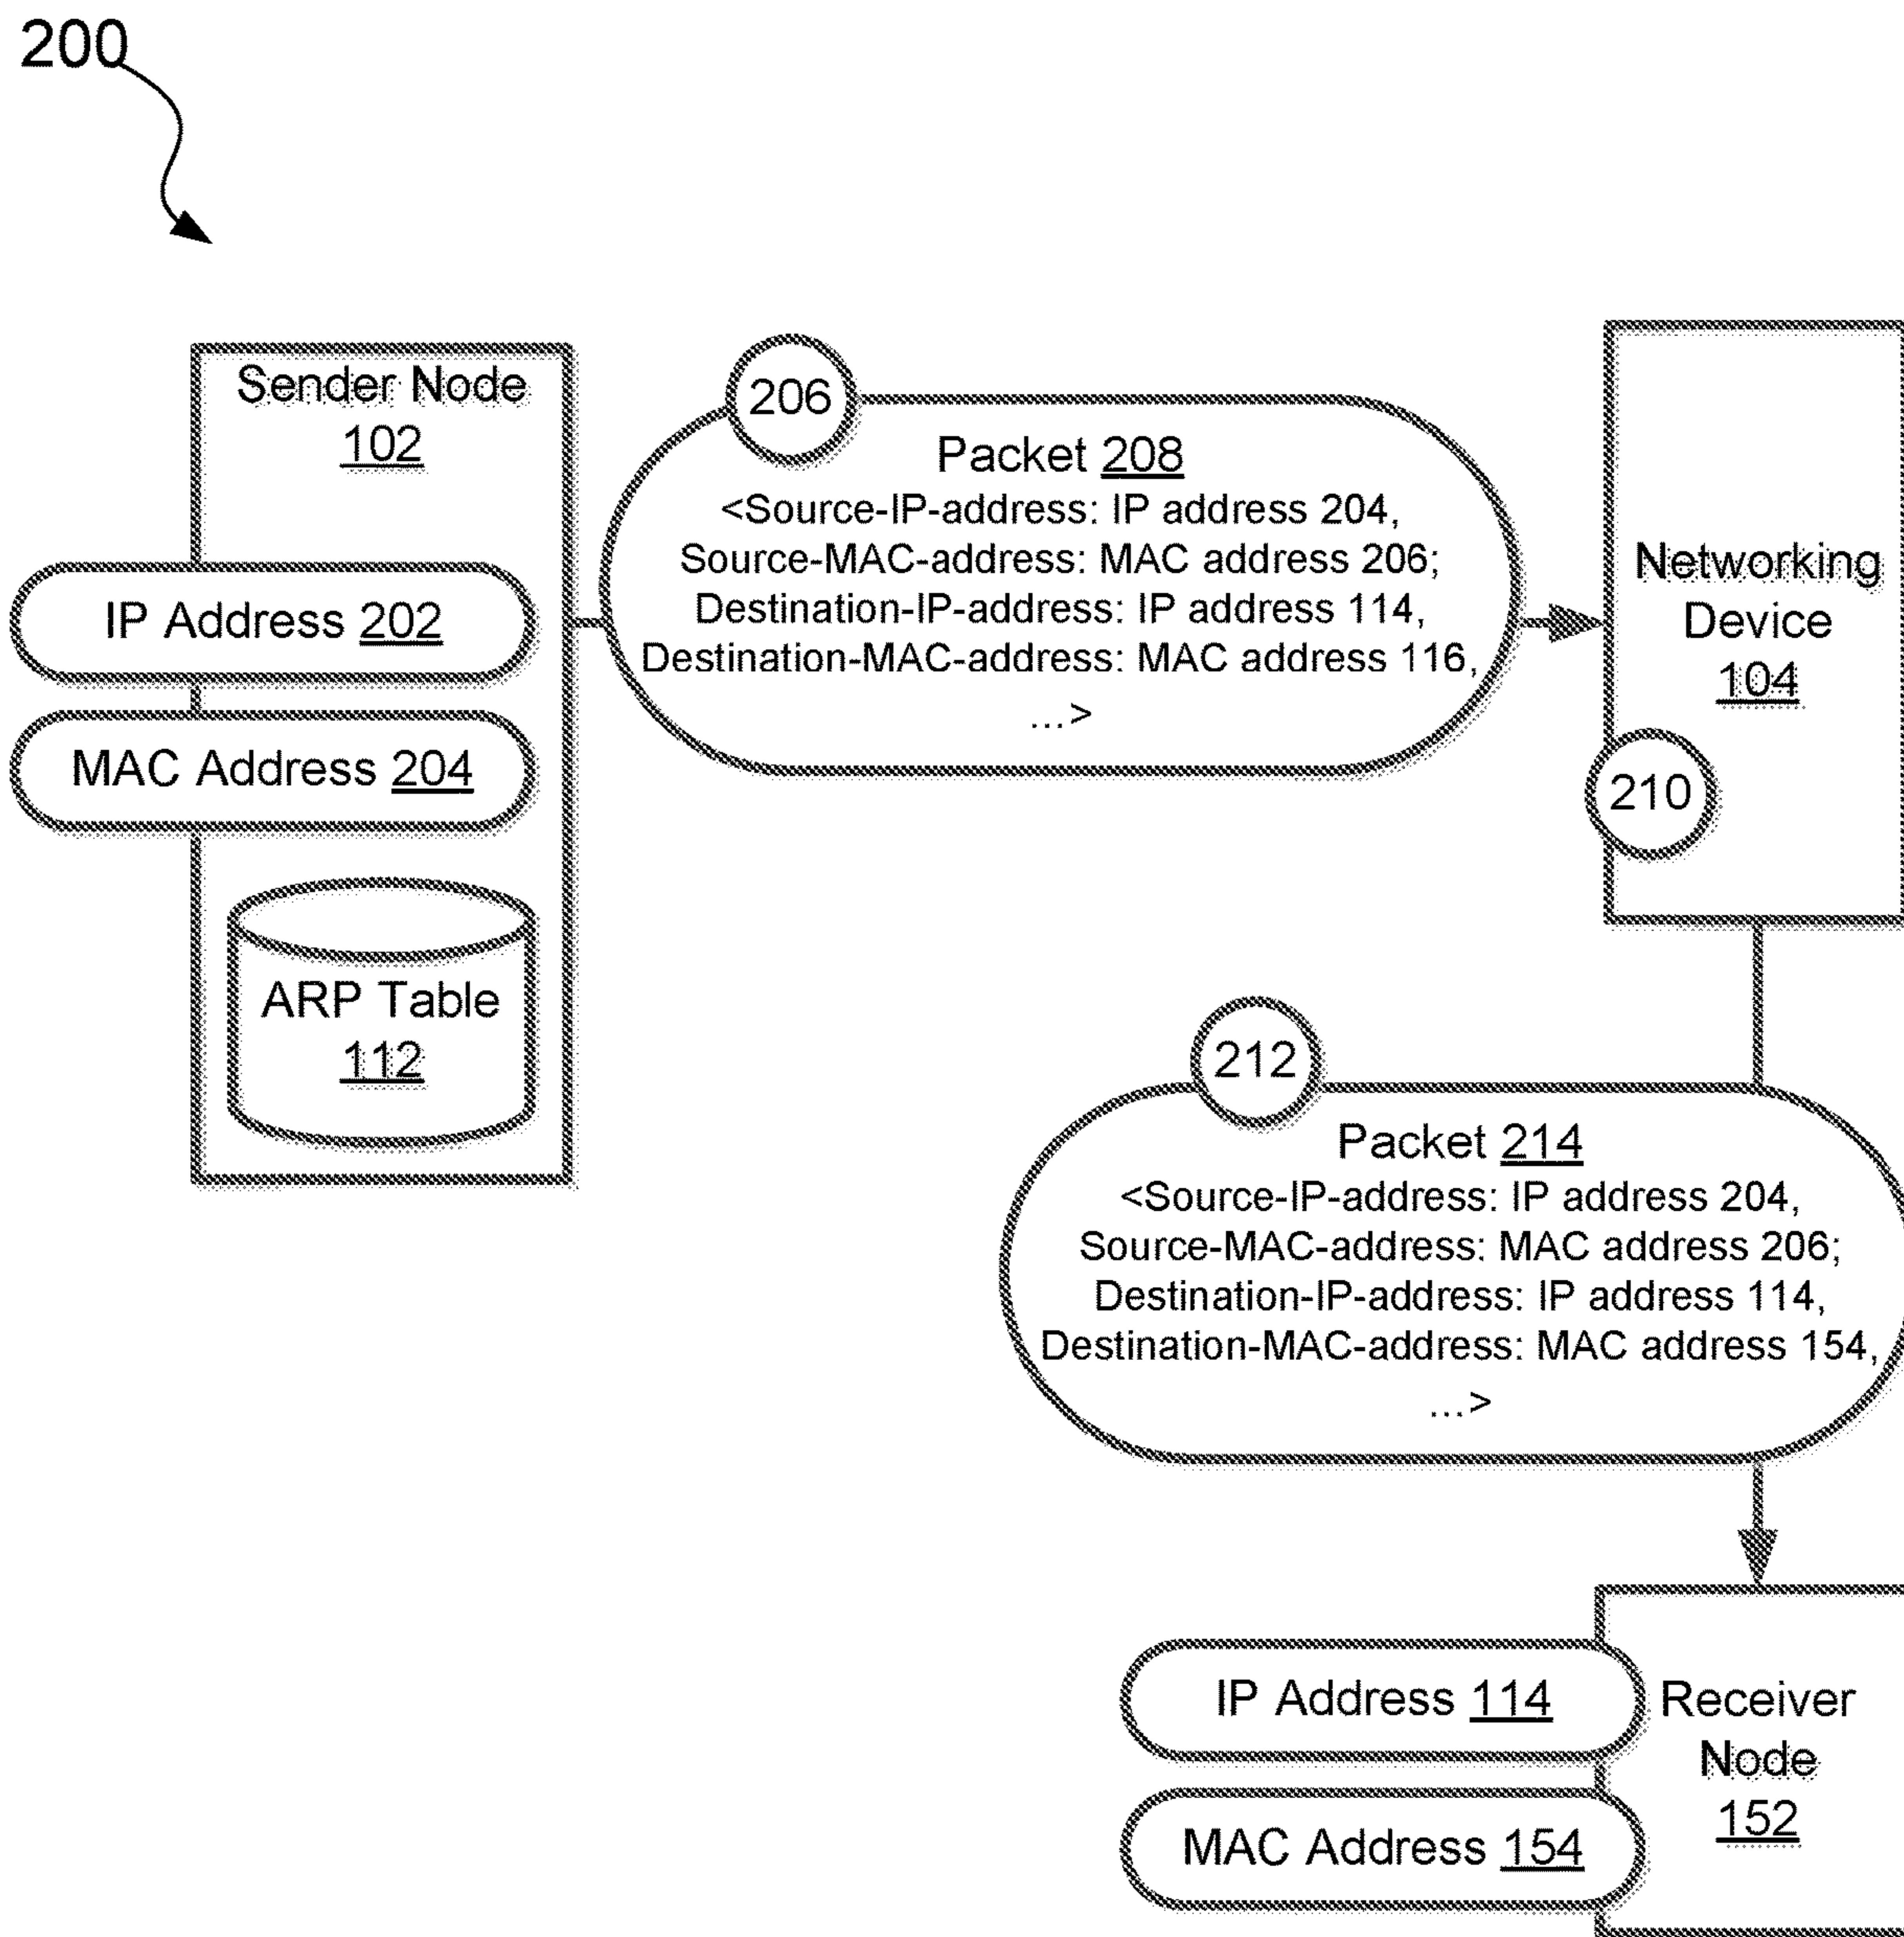 200
Sender Node
102
IP Address 202
MAC Address 204
ARP Table
112
206
Packet 208
<Source-IP-address: IP address 204,
Source-MAC-address: MAC address 206;
Destination-IP-address: IP address 114,
Destination-MAC-address: MAC address 116,
...>
Networking
Device
104
210
212
Packet 214
<Source-IP-address: IP address 204,
Source-MAC-address: MAC address 206;
Destination-IP-address: IP address 114,
Destination-MAC-address: MAC address 154,
...>
IP Address 114
MAC Address 154
Receiver
Node
152